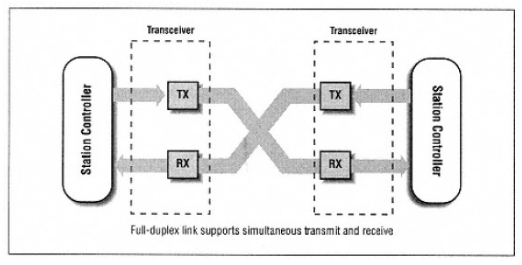 Transceiver
Transceiver
Station Controller
TX
TX
Station Controller
RX
RX
Full-duplex link supports simultaneous transmit and receive